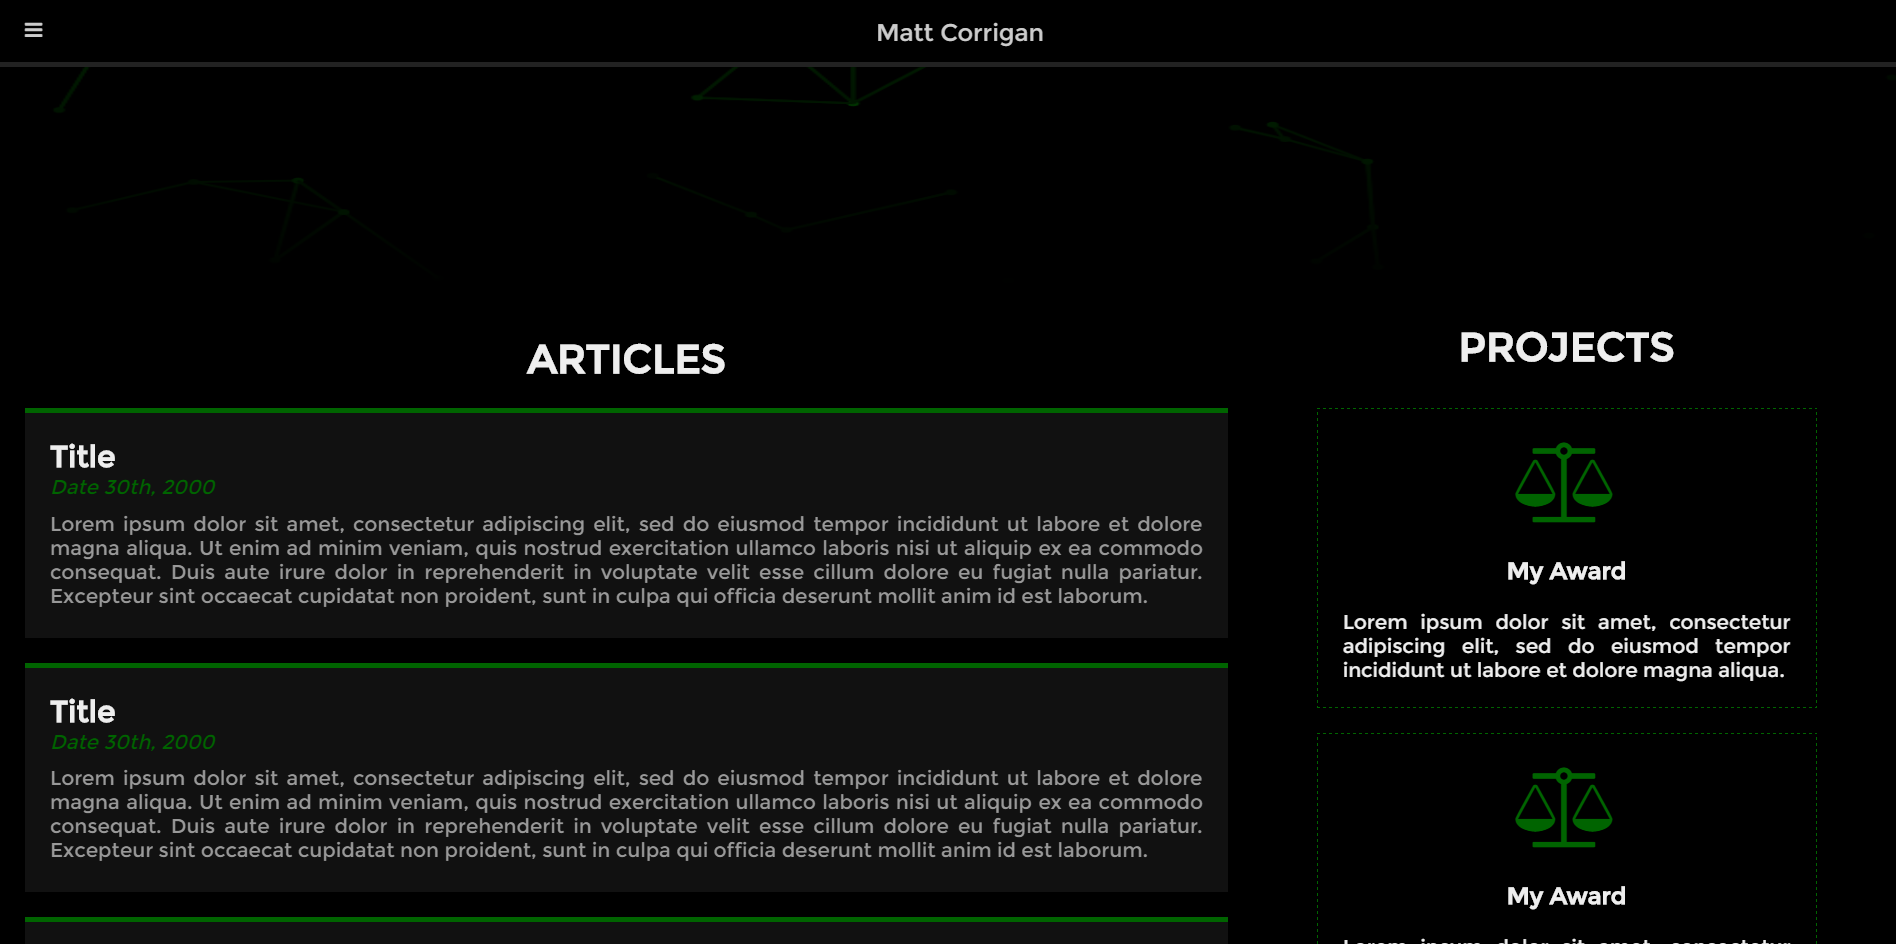 Matt Corrigan
ARTICLES
Title
Date 30th, 2000
Lorem ipsum dolor sit amet, consectetur adipiscing elit, sed do eiusmod tempor incididunt ut labore et dolore
magna aliqua. Ut enim ad minim veniam, quis nostrud exercitation ullamco laboris nisi ut aliquip ex ea commodo
consequat. Duis aute irure dolor in reprehenderit in voluptate velit esse cillum dolore eu fugiat nulla pariatur.
Excepteur sint occaecat cupidatat non proident, sunt in culpa qui officia deserunt mollit anim id est laborum.
Title
Date 30th, 2000
Lorem ipsum dolor sit amet, consectetur adipiscing elit, sed do eiusmod tempor incididunt ut labore et dolore
magna aliqua. Ut enim ad minim veniam, quis nostrud exercitation ullamco laboris nisi ut aliquip ex ea commodo
consequat. Duis aute irure dolor in reprehenderit in voluptate velit esse cillum dolore eu fugiat nulla pariatur.
Excepteur sint occaecat cupidatat non proident, sunt in culpa qui officia deserunt mollit anim id est laborum.
PROJECTS
My Award
Lorem ipsum dolor sit amet, consectetur
adipiscing elit, sed do eiusmod tempor
incididunt ut labore et dolore magna aliqua.
My Award